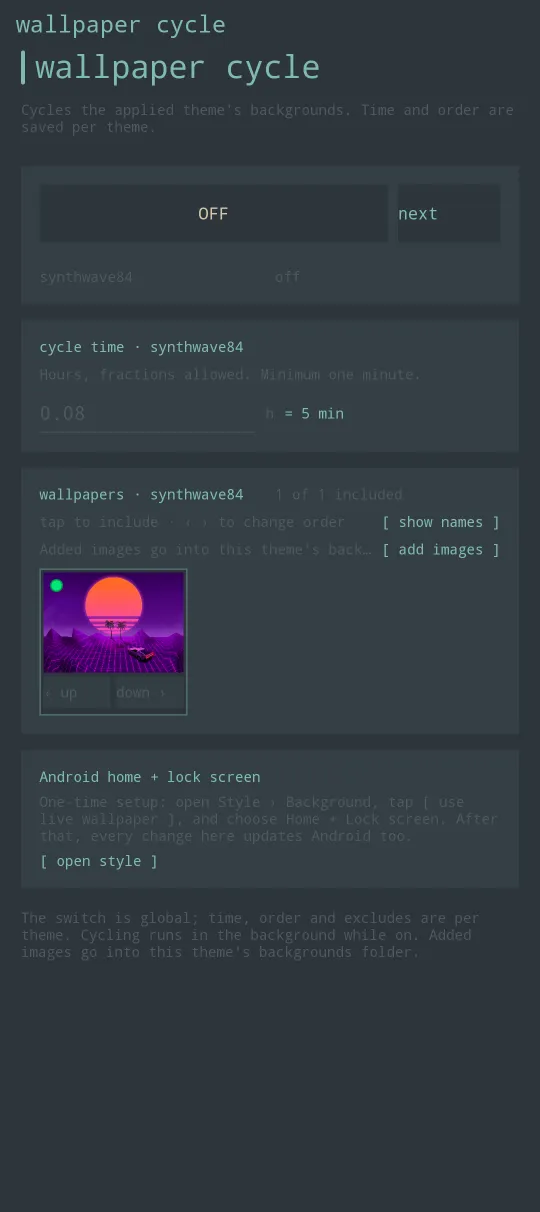 wallpaper cycle
wallpaper cycle
Cycles the applied theme's backgrounds. Time and order are
saved per theme.
OFF
next
synthwave84
off
cycle time · synthwave84
Hours, fractions allowed. Minimum one minute.
0.08
h = 5 min
wallpapers · synthwave84
1 of 1 included
tap to include · ‹ › to change order
[ show names ]
Added images go into this theme's back…
[ add images ]
‹ up
down ›
Android home + lock screen
One-time setup: open Style › Background, tap [ use
live wallpaper ], and choose Home + Lock screen. After
that, every change here updates Android too.
[ open style ]
The switch is global; time, order and excludes are per
theme. Cycling runs in the background while on. Added
images go into this theme's backgrounds folder.